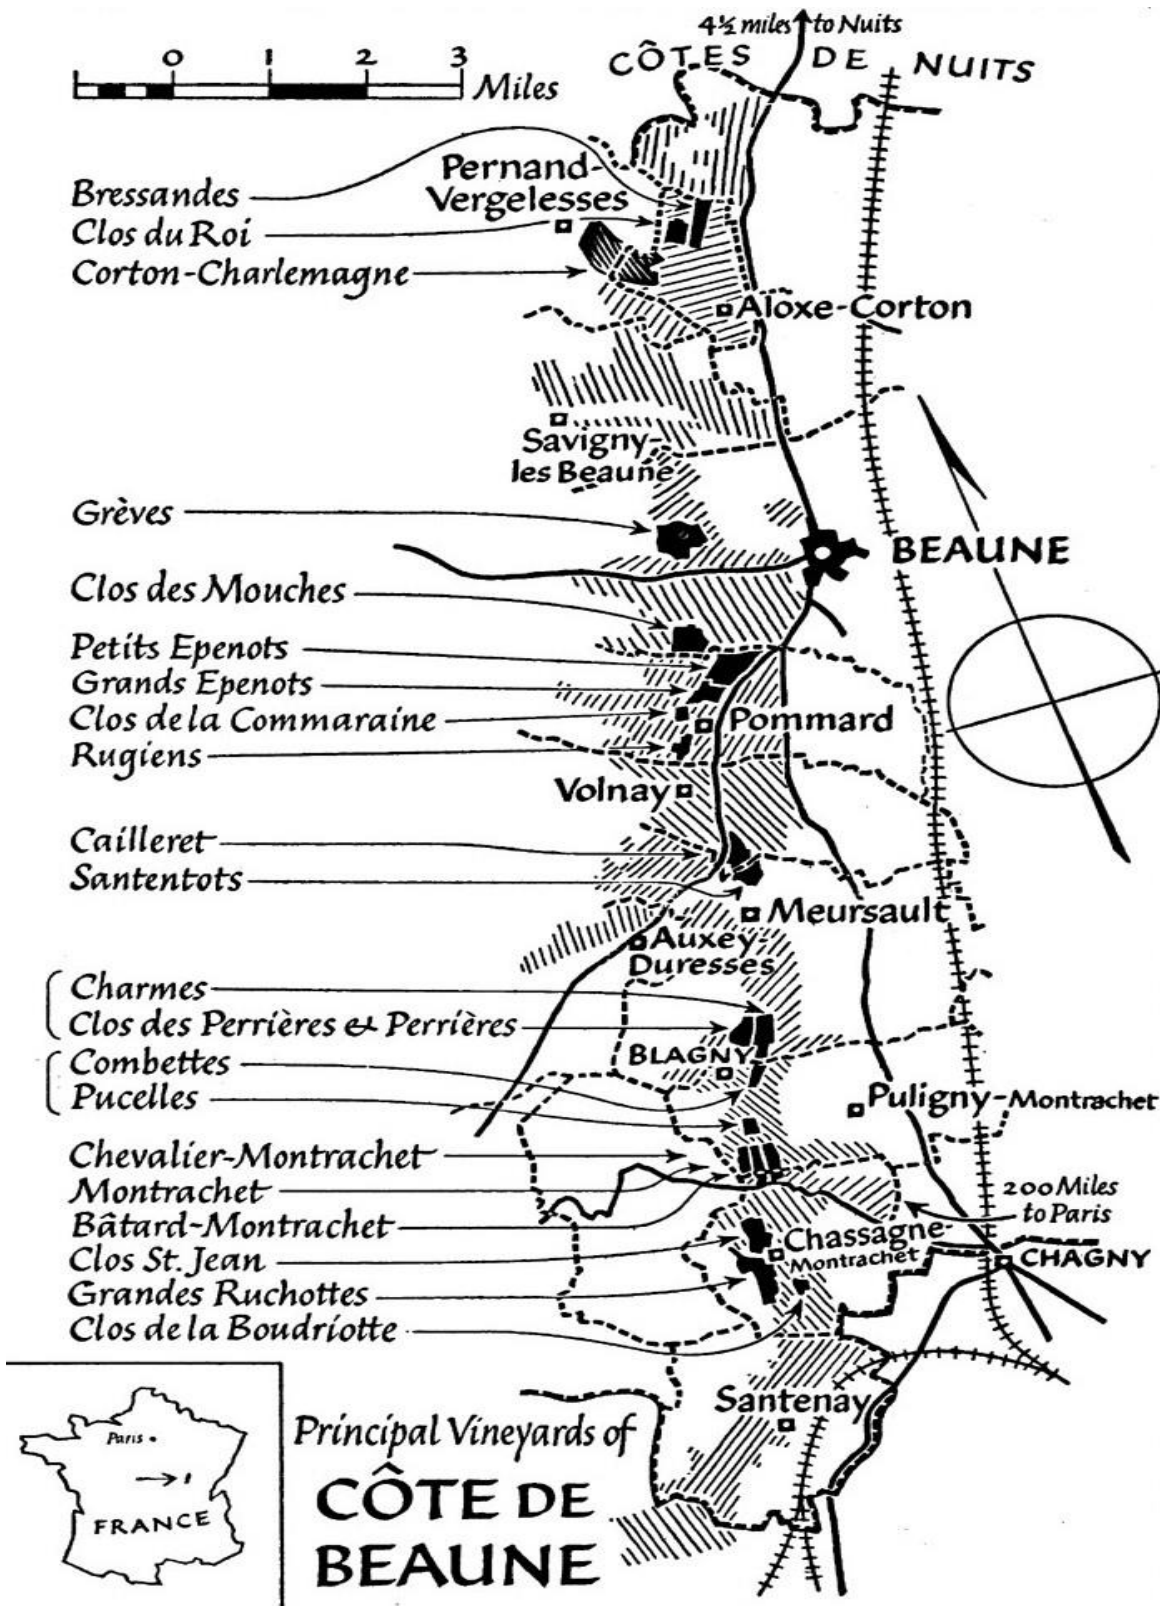 4½ miles to Nuits
CÔTES DE NUITS
0 1 2 3
Miles
Pernand-
Vergelesses
Bressandes
Clos du Roi
Corton-Charlemagne
Aloxe-Corton
Savigny-
les Beaune
Grèves
BEAUNE
Clos des Mouches
Petits Epenots
Grands Epenots
Clos de la Commaraine
Pommard
Rugiens
Volnay
Cailleret
Santentots
Meursault
Auxey-
Duresses
Charmes
Clos des Perrières & Perrières
BLAGNY
Combettes
Pucelles
Puligny-Montrachet
Chevalier-Montrachet
Montrachet
Bâtard-Montrachet
200 Miles
to Paris
Clos St. Jean
Chassagne-
Montrachet
CHAGNY
Grandes Ruchottes
Clos de la Boudriotte
Santenay
Paris
FRANCE
Principal Vineyards of
CÔTE DE
BEAUNE